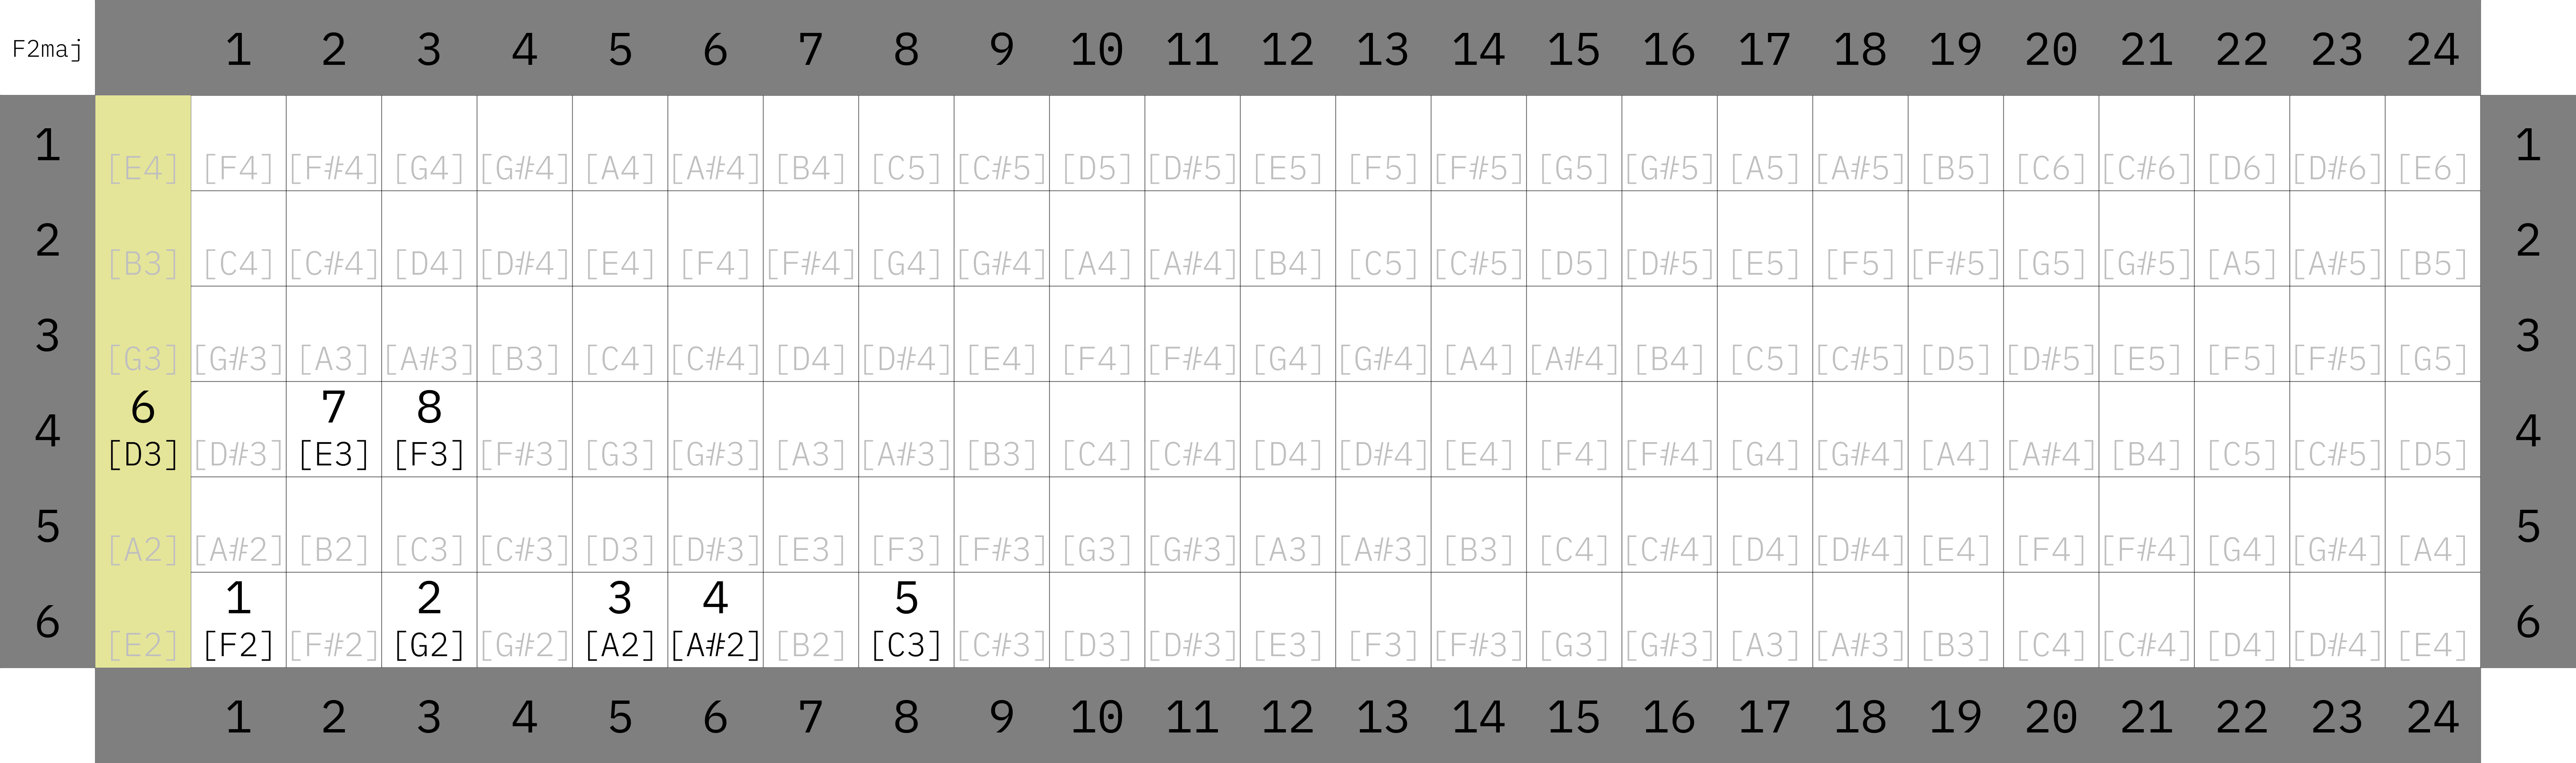 F2maj 1 2 3 4 5 6 7 8 9 10 11 12 13 14 15 16 17 18 19 20 21 22 23 24
1 [E4] [F4] [F#4] [G4] [G#4] [A4] [A#4] [B4] [C5] [C#5] [D5] [D#5] [E5] [F5] [F#5] [G5] [G#5] [A5] [A#5] [B5] [C6] [C#6] [D6] [D#6] [E6] 1
2 [B3] [C4] [C#4] [D4] [D#4] [E4] [F4] [F#4] [G4] [G#4] [A4] [A#4] [B4] [C5] [C#5] [D5] [D#5] [E5] [F5] [F#5] [G5] [G#5] [A5] [A#5] [B5] 2
3 [G3] [G#3] [A3] [A#3] [B3] [C4] [C#4] [D4] [D#4] [E4] [F4] [F#4] [G4] [G#4] [A4] [A#4] [B4] [C5] [C#5] [D5] [D#5] [E5] [F5] [F#5] [G5] 3
6 7 8
4 [D3] [D#3] [E3] [F3] [F#3] [G3] [G#3] [A3] [A#3] [B3] [C4] [C#4] [D4] [D#4] [E4] [F4] [F#4] [G4] [G#4] [A4] [A#4] [B4] [C5] [C#5] [D5] 4
5 [A2] [A#2] [B2] [C3] [C#3] [D3] [D#3] [E3] [F3] [F#3] [G3] [G#3] [A3] [A#3] [B3] [C4] [C#4] [D4] [D#4] [E4] [F4] [F#4] [G4] [G#4] [A4] 5
1 2 3 4 5
6 [E2] [F2] [F#2] [G2] [G#2] [A2] [A#2] [B2] [C3] [C#3] [D3] [D#3] [E3] [F3] [F#3] [G3] [G#3] [A3] [A#3] [B3] [C4] [C#4] [D4] [D#4] [E4] 6
1 2 3 4 5 6 7 8 9 10 11 12 13 14 15 16 17 18 19 20 21 22 23 24